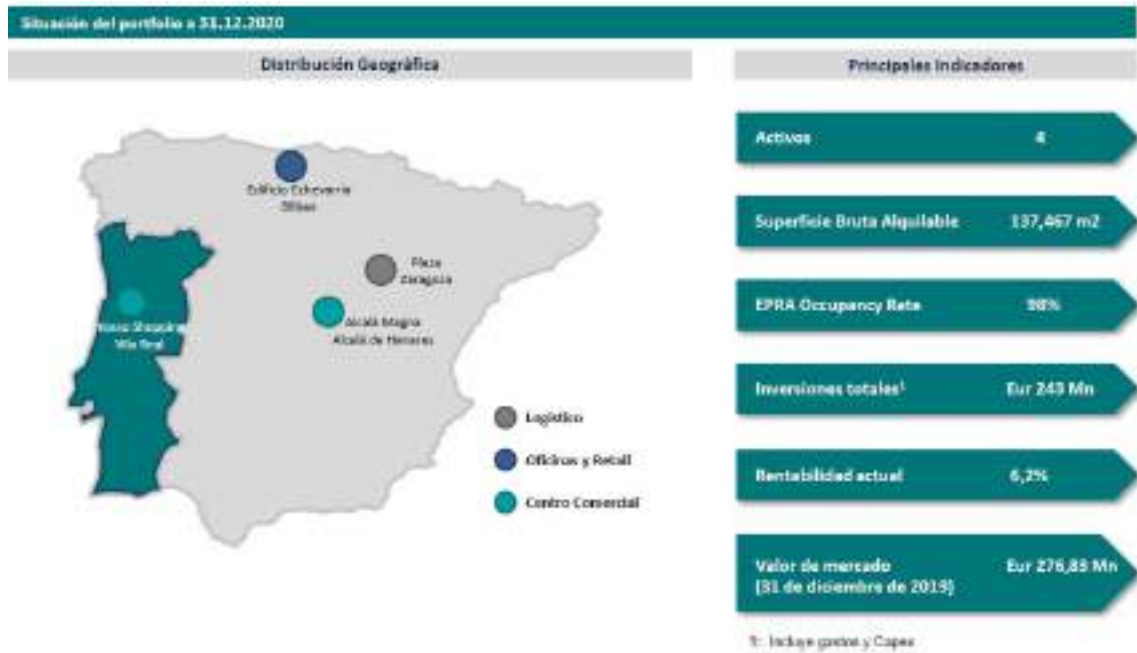 Situación del portfolio a 31.12.2020
Distribución Geográfica
Principales Indicadores
Edificio Echevarria
Bilbao
Plaza
Zaragoza
Alcalá Magna
Alcalá de Henares
Nosso Shopping
Vila Real
Logístico
Oficinas y Retail
Centro Comercial
Activos 4
Superficie Bruta Alquilable 137,467 m2
EPRA Occupancy Rate 98%
Inversiones totales¹ Eur 243 Mn
Rentabilidad actual 6,2%
Valor de mercado Eur 276,83 Mn
(31 de diciembre de 2019)
1: Incluye gastos y Capex